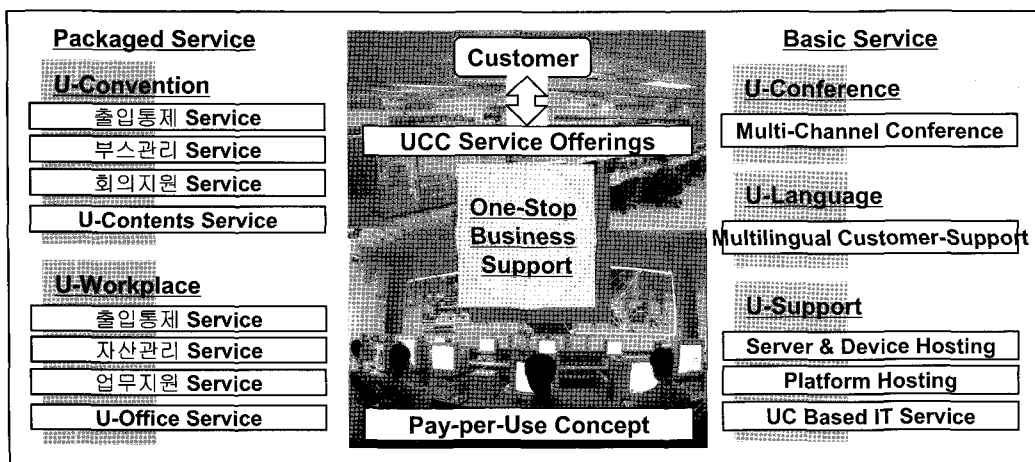 Packaged Service
U-Convention
출입통제 Service
부스관리 Service
회의지원 Service
U-Contents Service
U-Workplace
출입통제 Service
자산관리 Service
업무지원 Service
U-Office Service
Customer
UCC Service Offerings
One-Stop
Business
Support
Pay-per-Use Concept
Basic Service
U-Conference
Multi-Channel Conference
U-Language
Multilingual Customer-Support
U-Support
Server & Device Hosting
Platform Hosting
UC Based IT Service